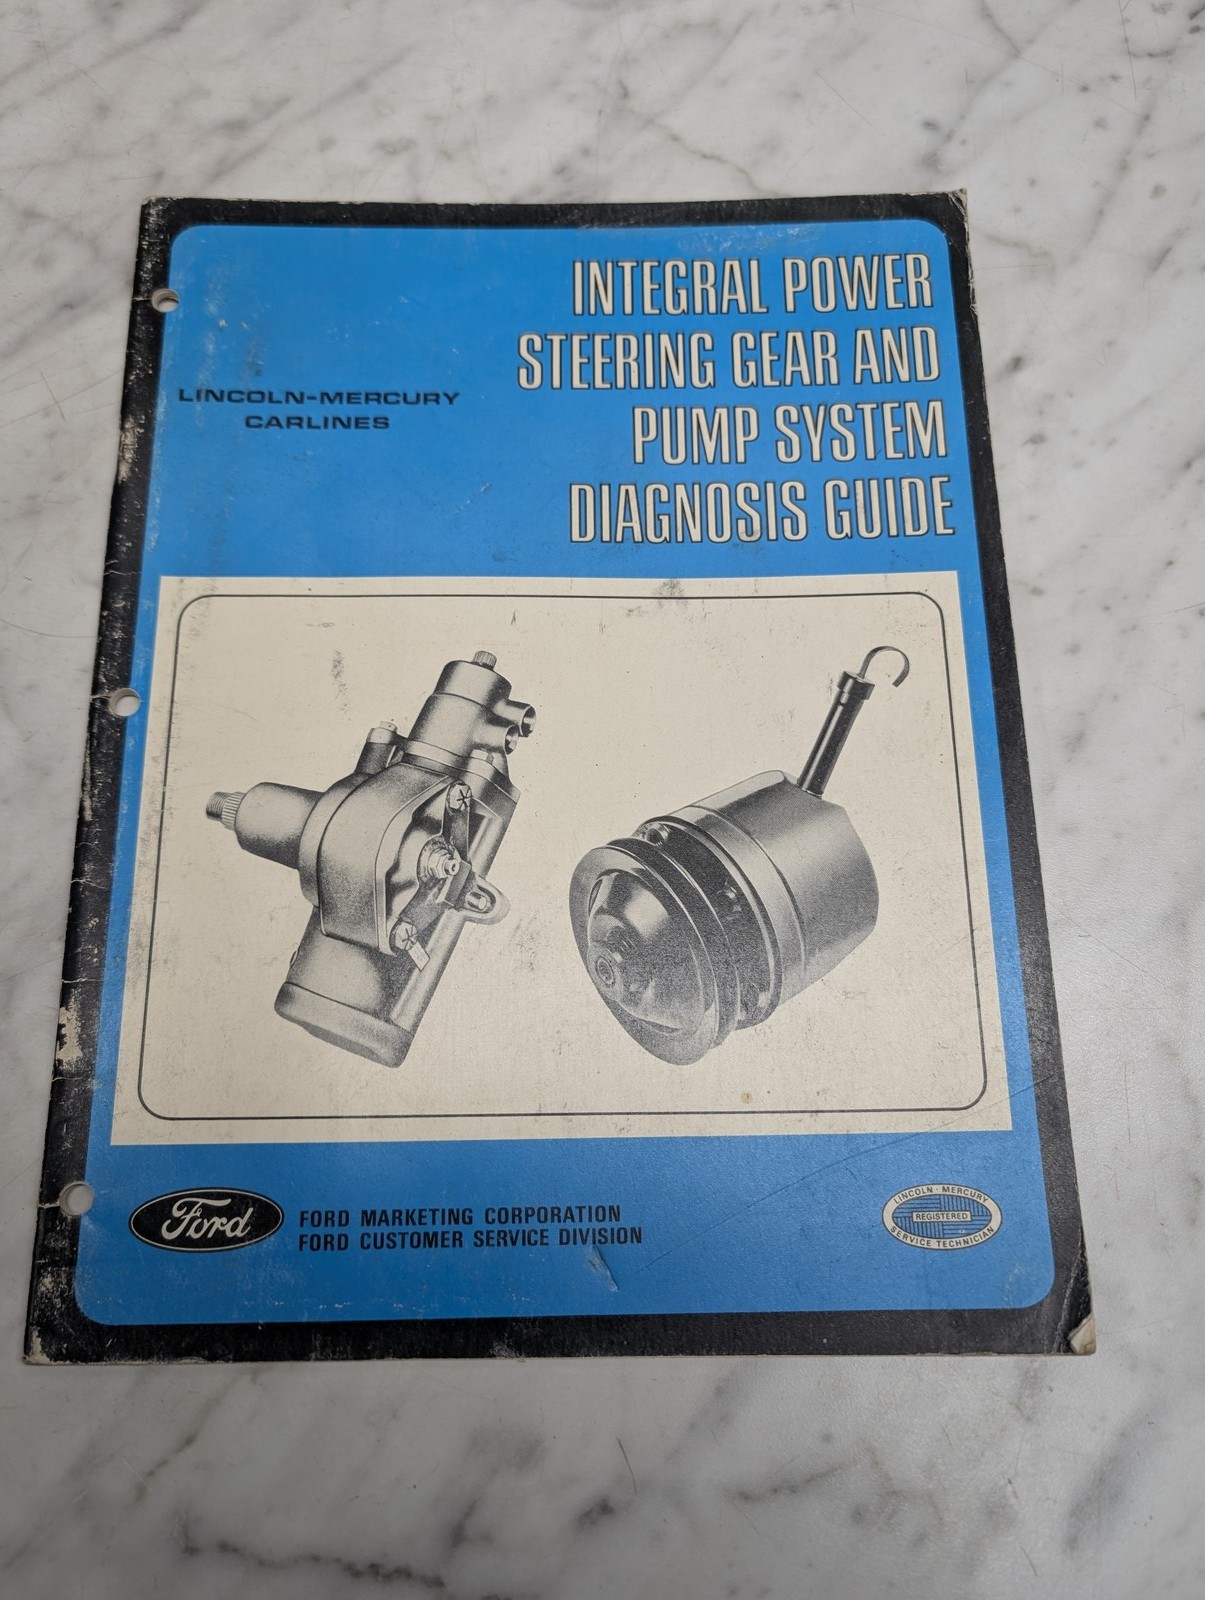 INTEGRAL POWER
STEERING GEAR AND
PUMP SYSTEM
DIAGNOSIS GUIDE
LINCOLN-MERCURY
CARLINES
Ford
FORD MARKETING CORPORATION
FORD CUSTOMER SERVICE DIVISION
LINCOLN - MERCURY
REGISTERED
SERVICE TECHNICIAN